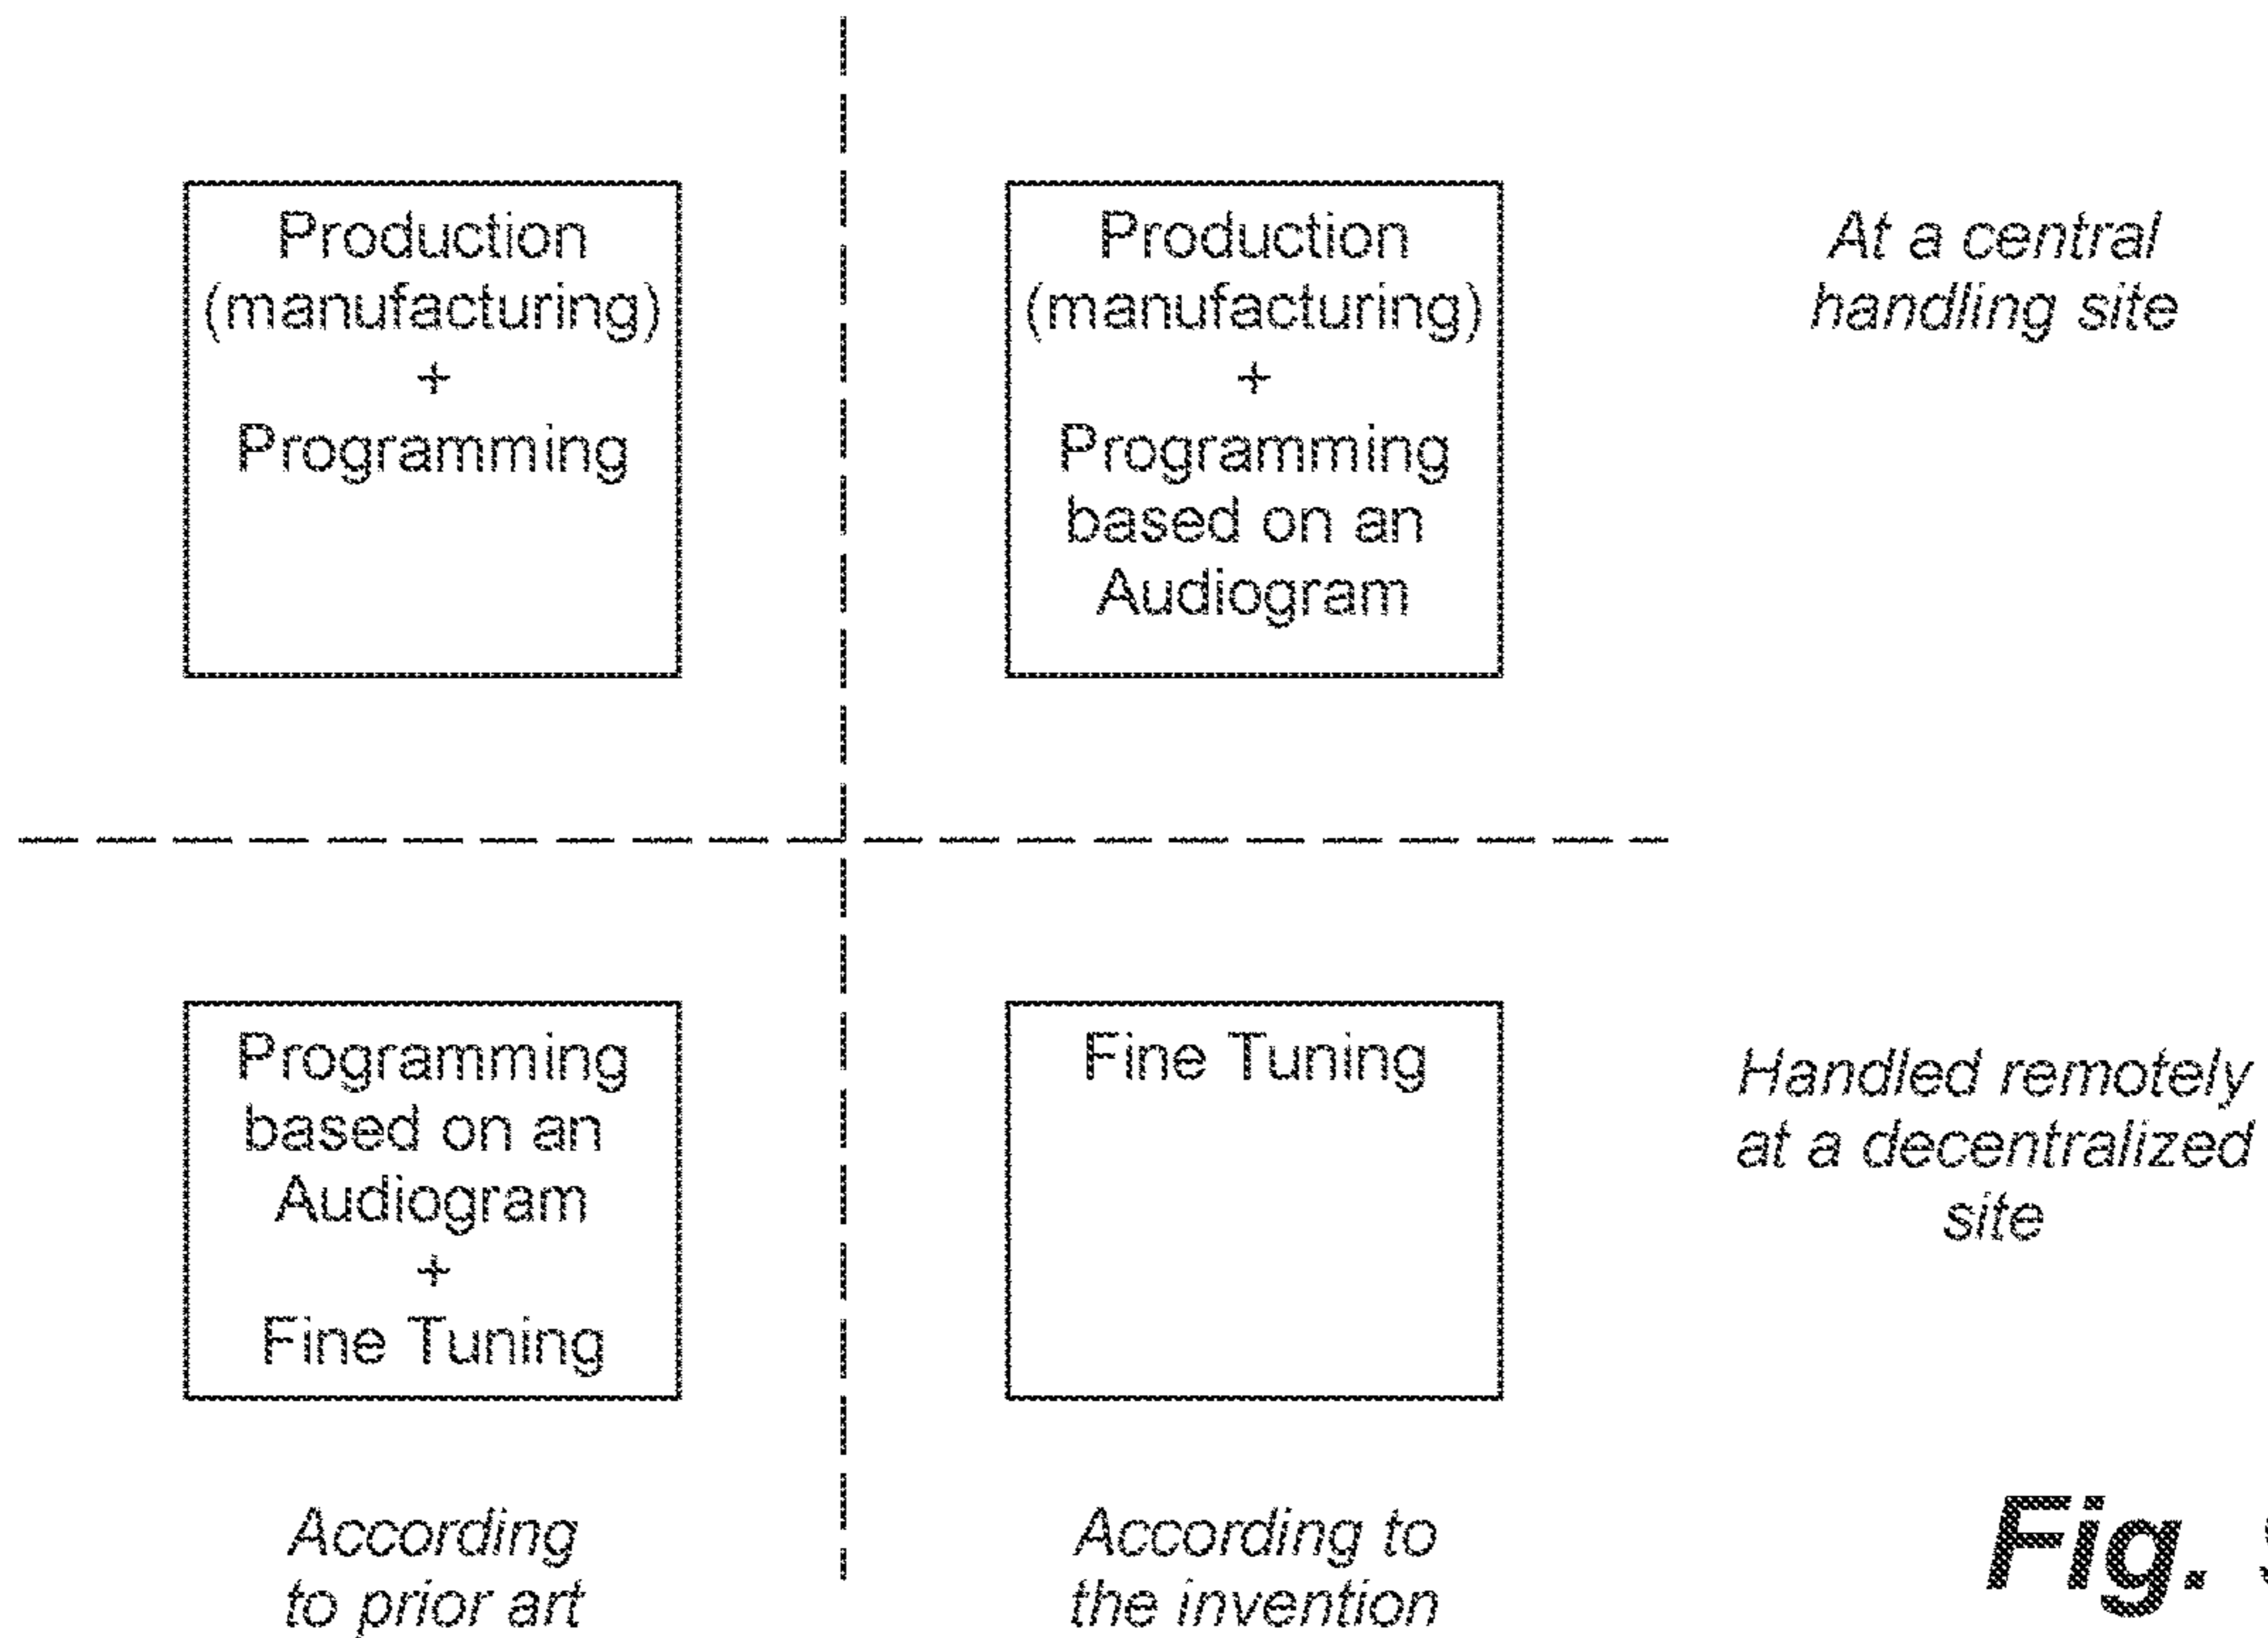 Production
(manufacturing)
+
Programming
Production
(manufacturing)
+
Programming
based on an
Audiogram
At a central
handling site
Programming
based on an
Audiogram
+
Fine Tuning
Fine Tuning
Handled remotely
at a decentralized
site
According
to prior art
According to
the invention
Fig.